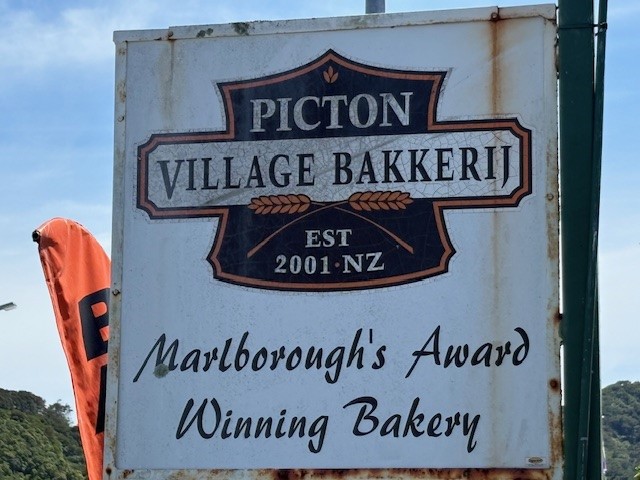 PICTON
VILLAGE BAKKERIJ
EST
2001·NZ
Marlborough's Award
Winning Bakery